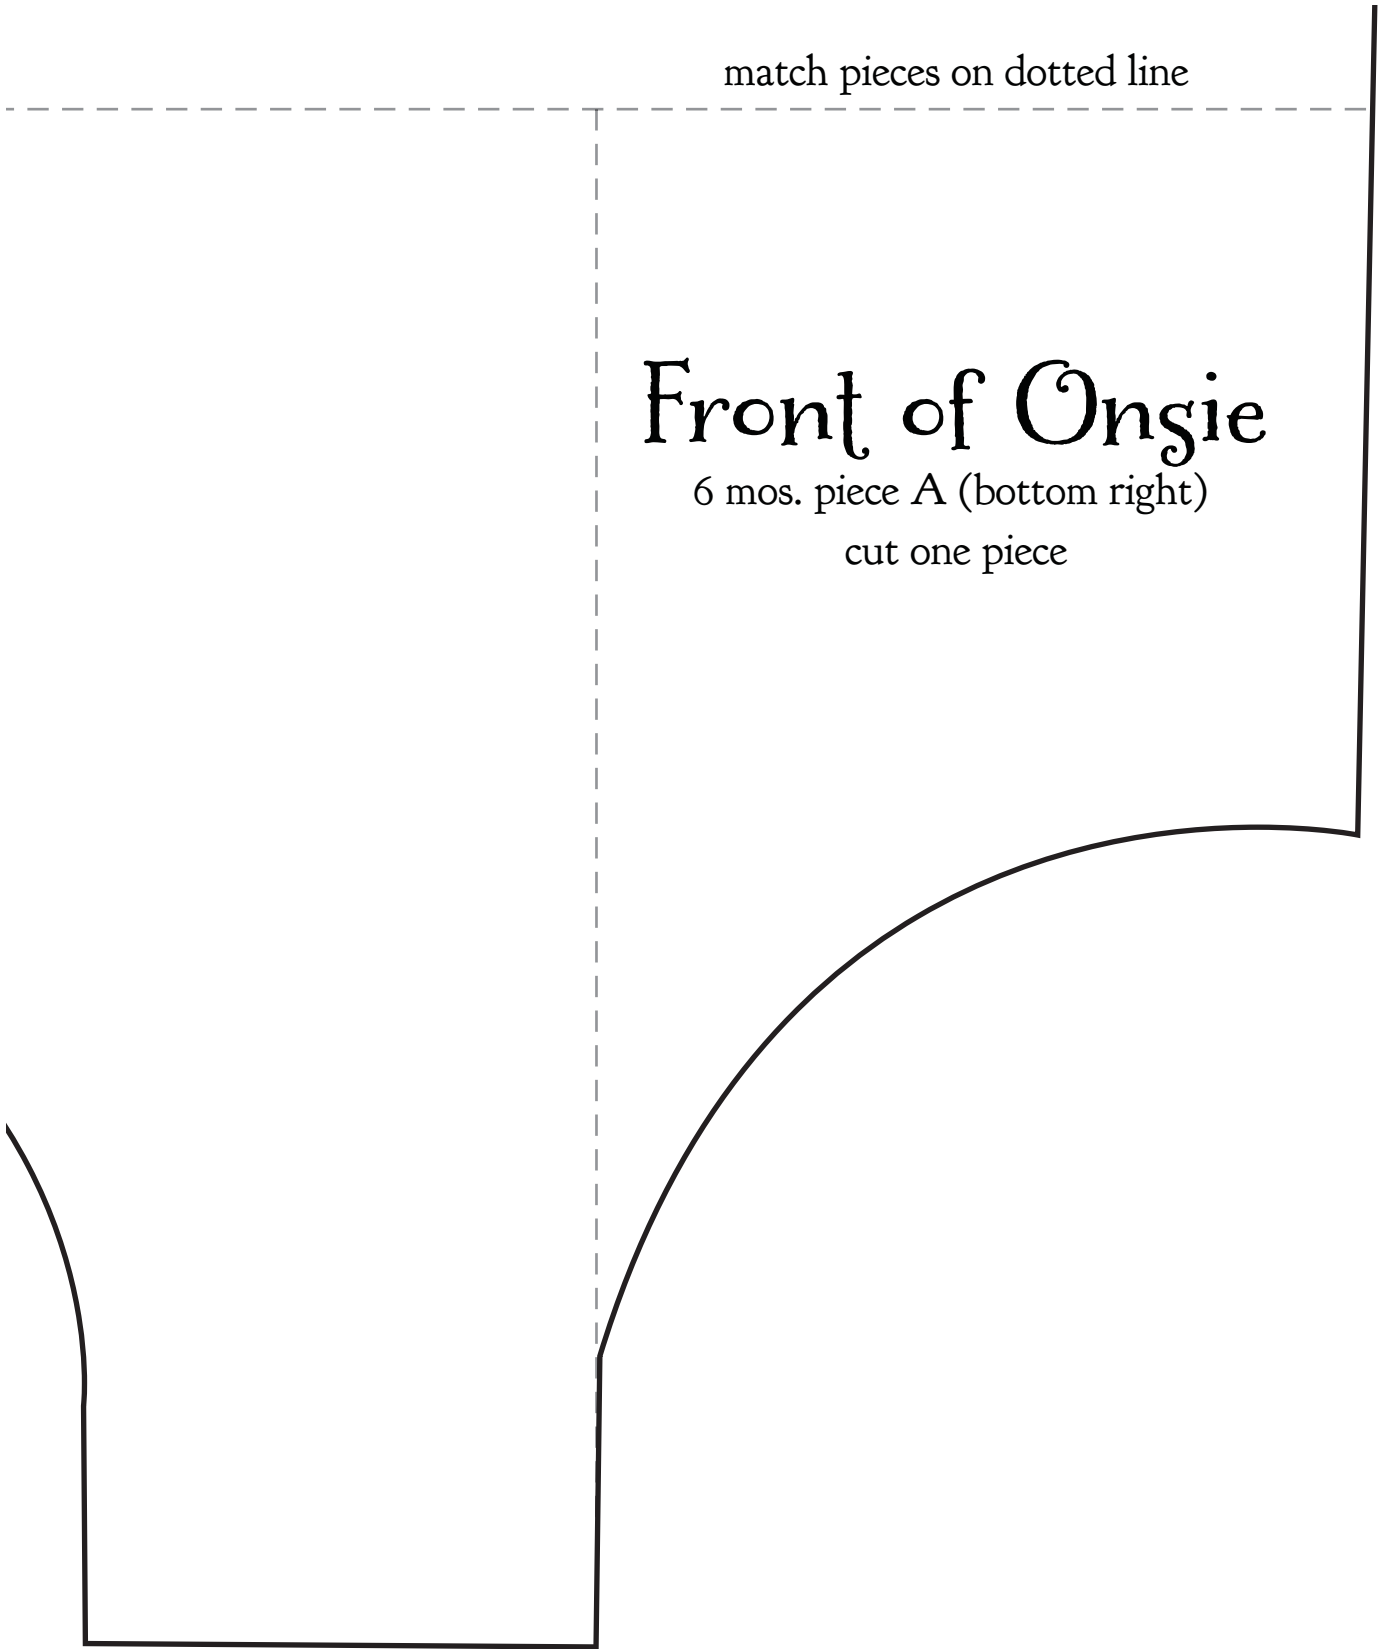 match pieces on dotted line
Front of Onsie
6 mos. piece A (bottom right)
cut one piece